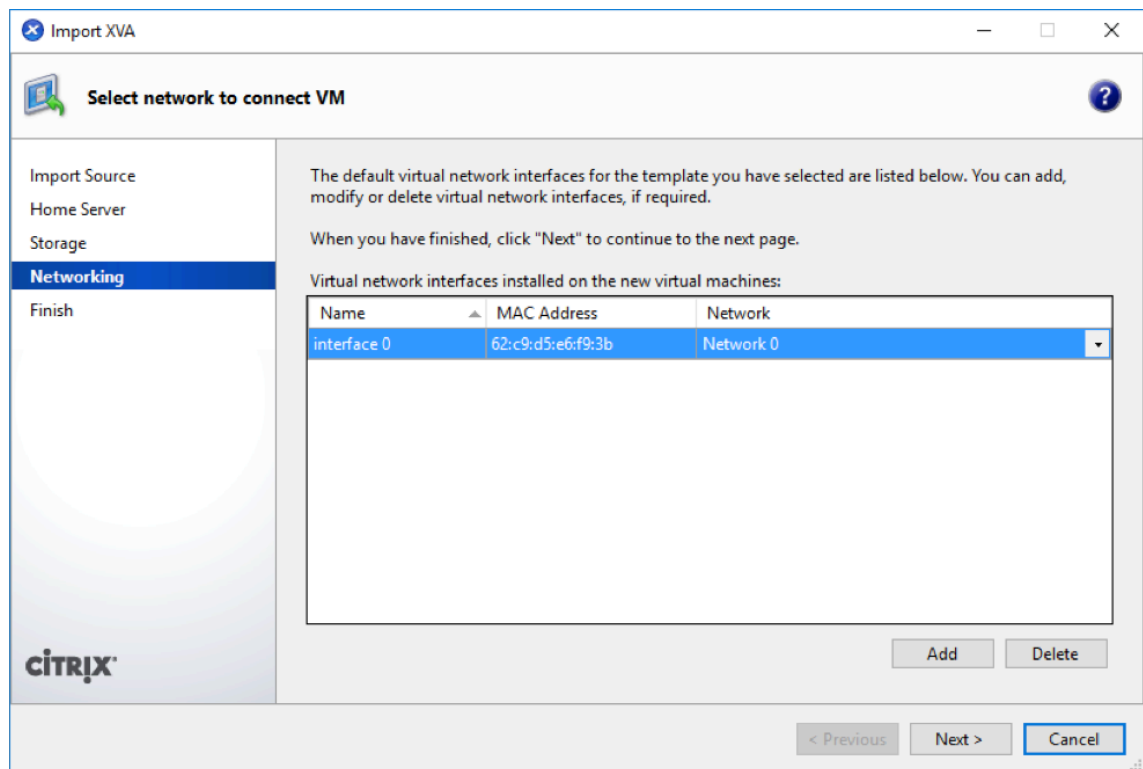 Import XVA
Select network to connect VM
?
Import Source
Home Server
Storage
Networking
Finish
The default virtual network interfaces for the template you have selected are listed below. You can add,
modify or delete virtual network interfaces, if required.
When you have finished, click "Next" to continue to the next page.
Virtual network interfaces installed on the new virtual machines:
Name MAC Address Network
interface 0 62:c9:d5:e6:f9:3b Network 0
Add Delete
CİTRIX
< Previous Next > Cancel